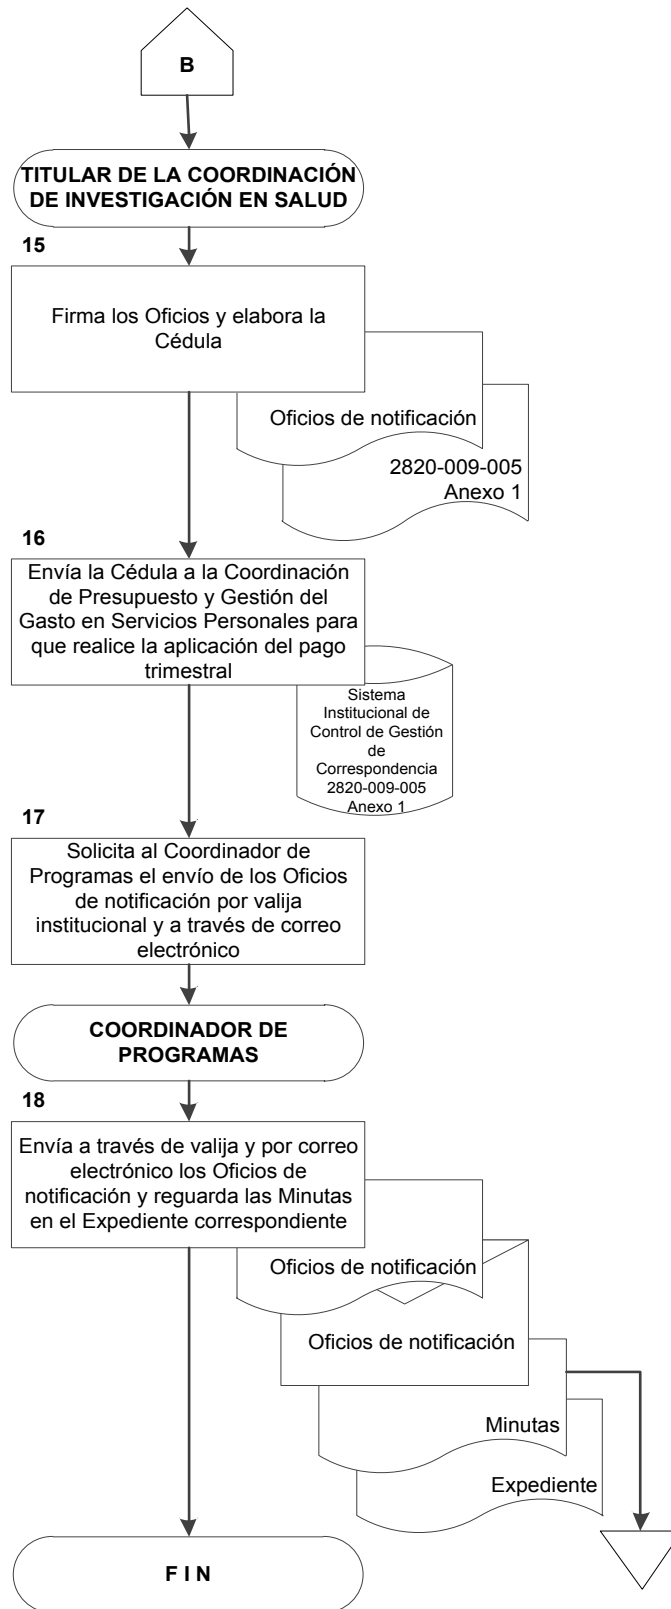 B
TITULAR DE LA COORDINACIÓN
DE INVESTIGACIÓN EN SALUD
15
Firma los Oficios y elabora la
Cédula
Oficios de notificación
2820-009-005
Anexo 1
16
Envía la Cédula a la Coordinación
de Presupuesto y Gestión del
Gasto en Servicios Personales para
que realice la aplicación del pago
trimestral
Sistema
Institucional de
Control de Gestión
de
Correspondencia
2820-009-005
Anexo 1
17
Solicita al Coordinador de
Programas el envío de los Oficios
de notificación por valija
institucional y a través de correo
electrónico
COORDINADOR DE
PROGRAMAS
18
Envía a través de valija y por correo
electrónico los Oficios de
notificación y reguarda las Minutas
en el Expediente correspondiente
Oficios de notificación
Oficios de notificación
Minutas
Expediente
F I N